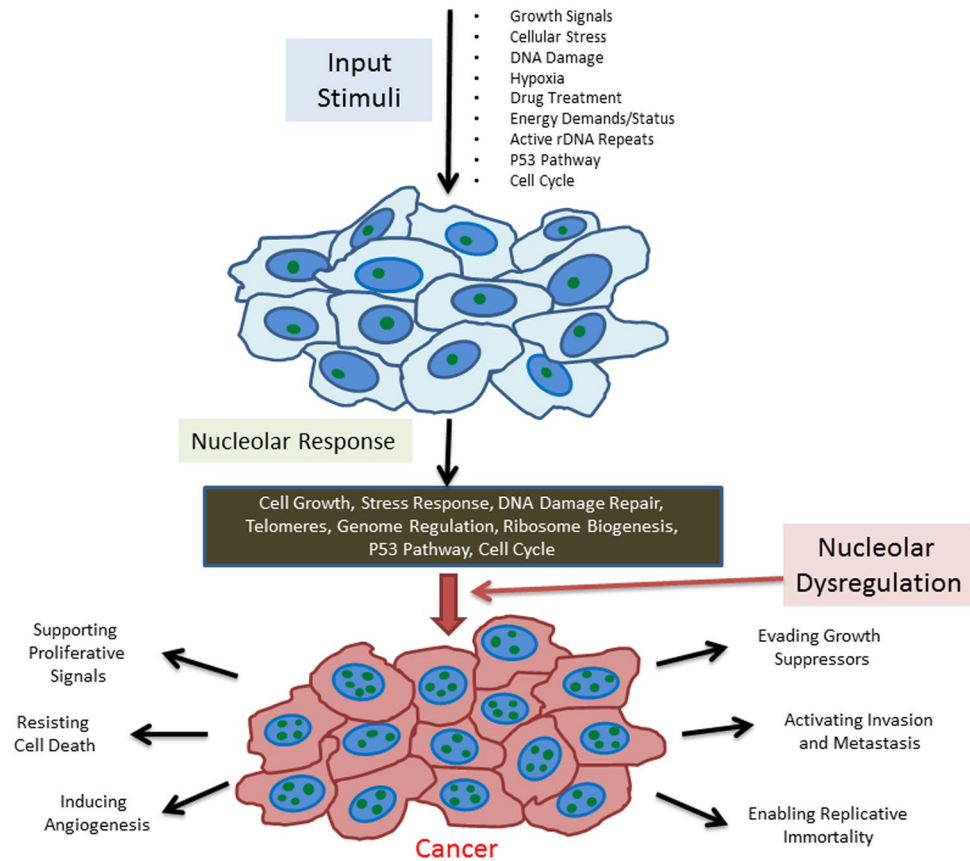 Input
Stimuli
• Growth Signals
• Cellular Stress
• DNA Damage
• Hypoxia
• Drug Treatment
• Energy Demands/Status
• Active rDNA Repeats
• P53 Pathway
• Cell Cycle
Nucleolar Response
Cell Growth, Stress Response, DNA Damage Repair,
Telomeres, Genome Regulation, Ribosome Biogenesis,
P53 Pathway, Cell Cycle
Nucleolar
Dysregulation
Supporting
Proliferative
Signals
Resisting
Cell Death
Inducing
Angiogenesis
Evading Growth
Suppressors
Activating Invasion
and Metastasis
Enabling Replicative
Immortality
Cancer